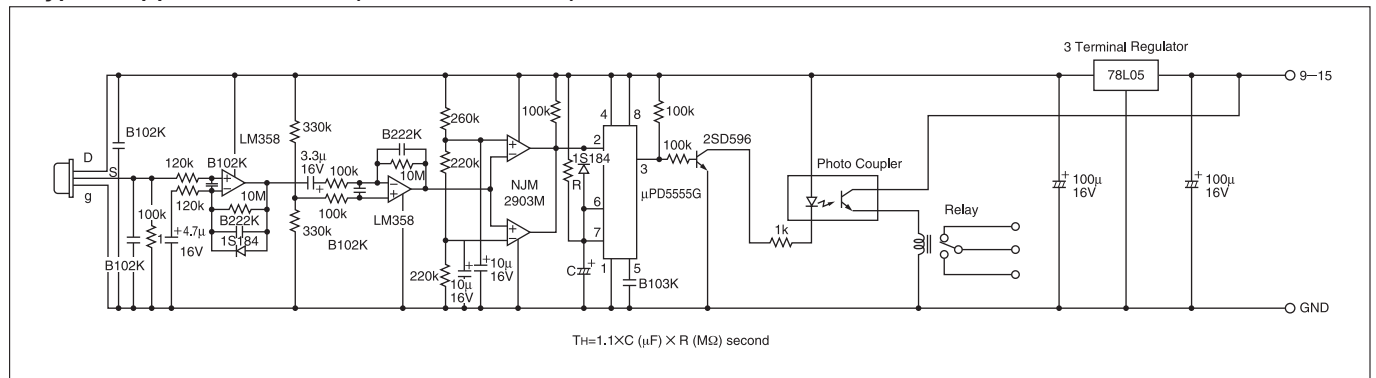 3 Terminal Regulator
78L05
9–15
D
S
g
B102K
120k
120k
100k
1
B102K
+4.7µ
16V
LM358
B102K
10M
B222K
1S184
330k
330k
3.3µ
16V
+
100k
100k
B102K
B222K
10M
LM358
260k
220k
220k
+
10µ
16V
+
10µ
16V
NJM
2903M
100k
R
1S184
C
+
4
8
2
3
6
7
1
5
µPD5555G
B103K
100k
100k
2SD596
1k
Photo Coupler
Relay
+
100µ
16V
+
100µ
16V
GND
TH=1.1×C (µF) × R (MΩ) second